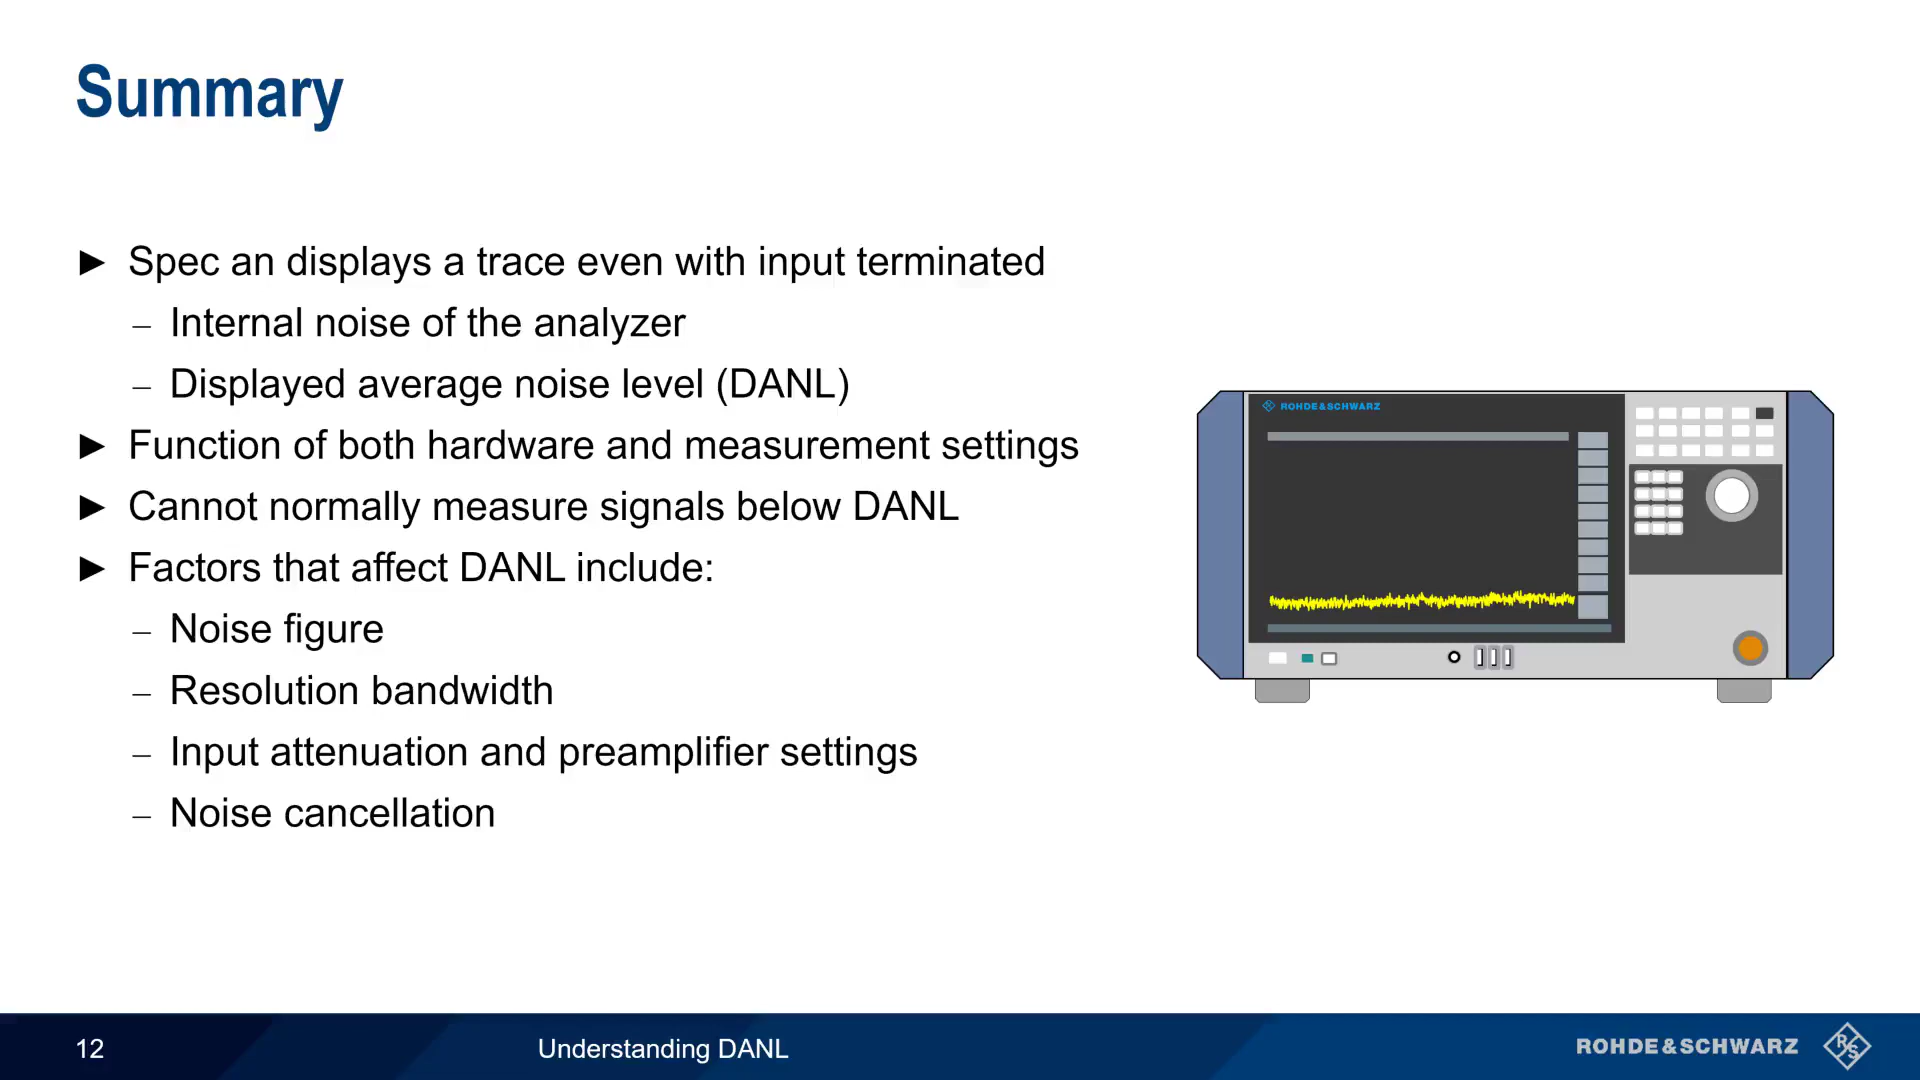 Summary
► Spec an displays a trace even with input terminated
– Internal noise of the analyzer
– Displayed average noise level (DANL)
► Function of both hardware and measurement settings
► Cannot normally measure signals below DANL
► Factors that affect DANL include:
– Noise figure
– Resolution bandwidth
– Input attenuation and preamplifier settings
– Noise cancellation
ROHDE&SCHWARZ
12
Understanding DANL
ROHDE&SCHWARZ
R&S